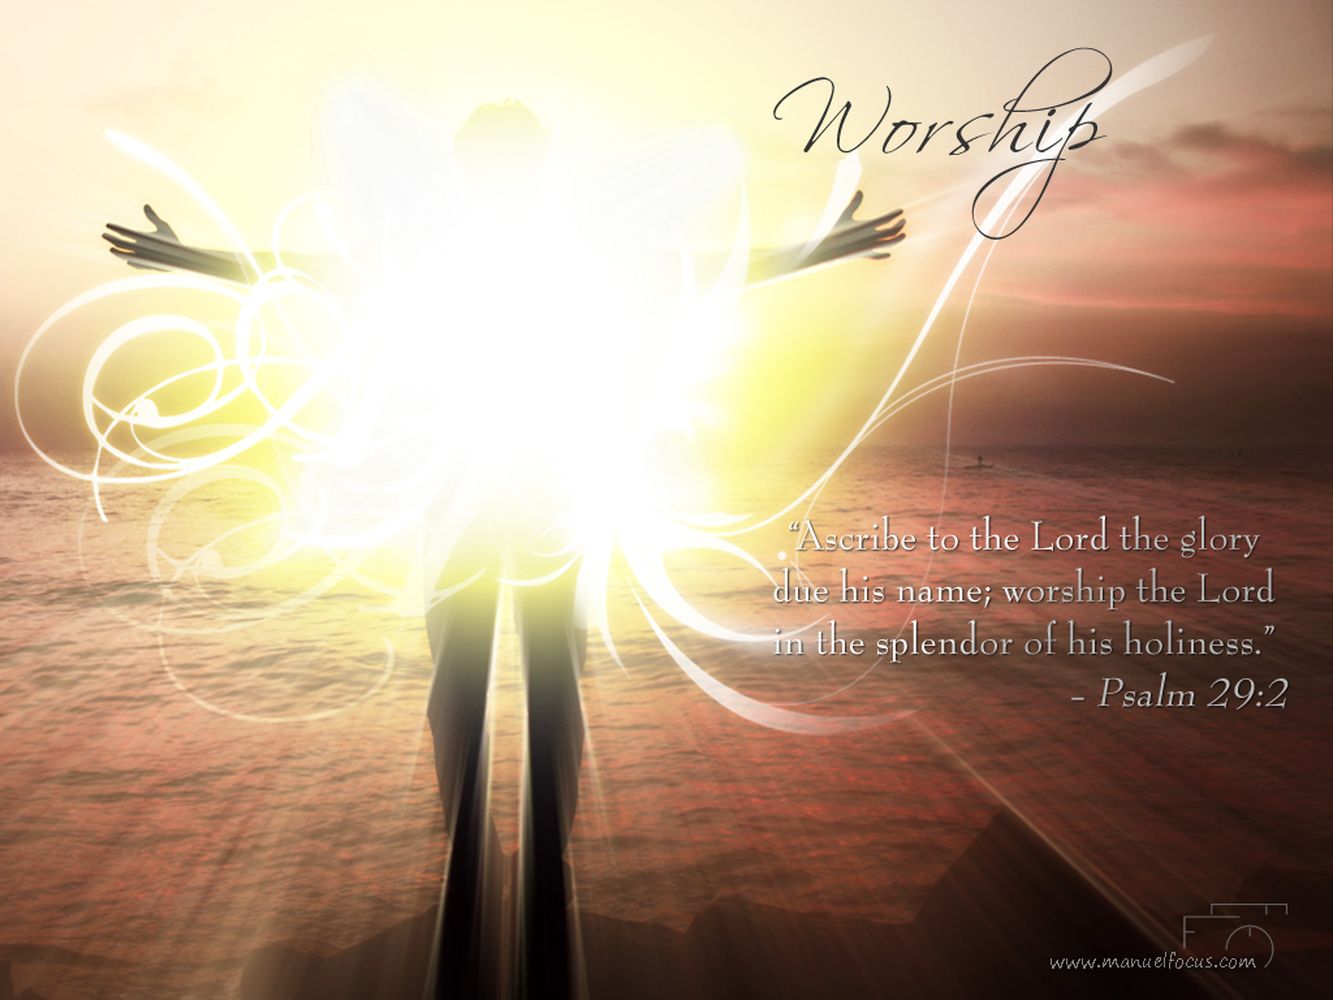 Worship
“Ascribe to the Lord the glory
due his name; worship the Lord
in the splendor of his holiness.”
- Psalm 29:2
www.manuelfocus.com